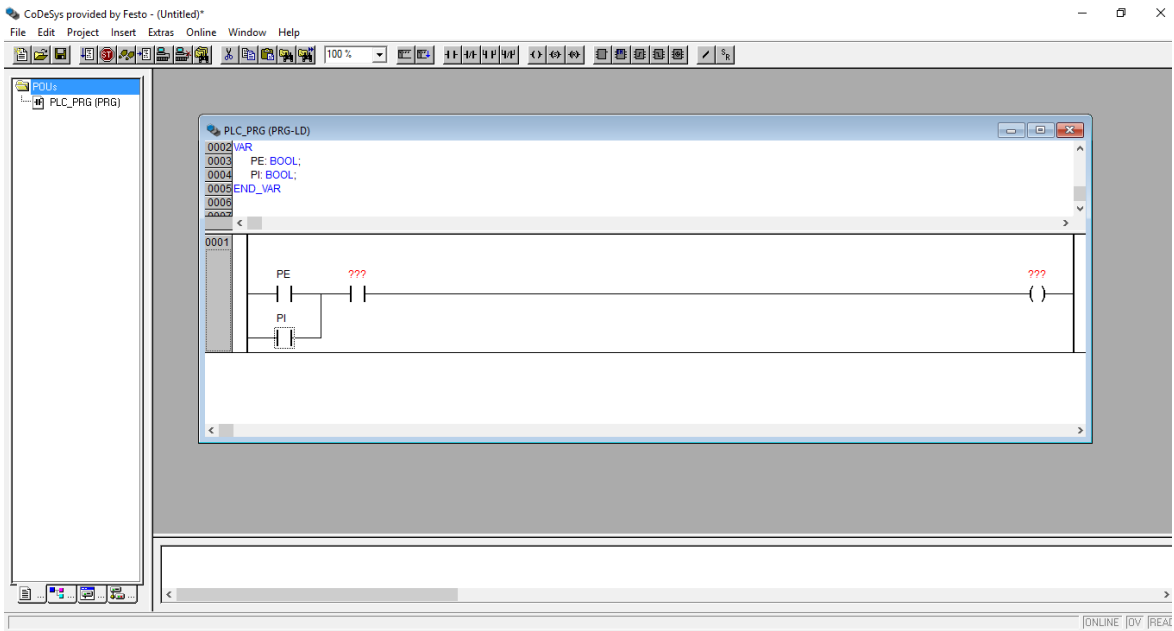 CoDeSys provided by Festo - (Untitled)*
File Edit Project Insert Extras Online Window Help
100 %
POUs
PLC_PRG (PRG)
PLC_PRG (PRG-LD)
0002 VAR
0003 PE: BOOL;
0004 PI: BOOL;
0005 END_VAR
0006
0007
0001
PE ??? ???
PI
ONLINE OV READ